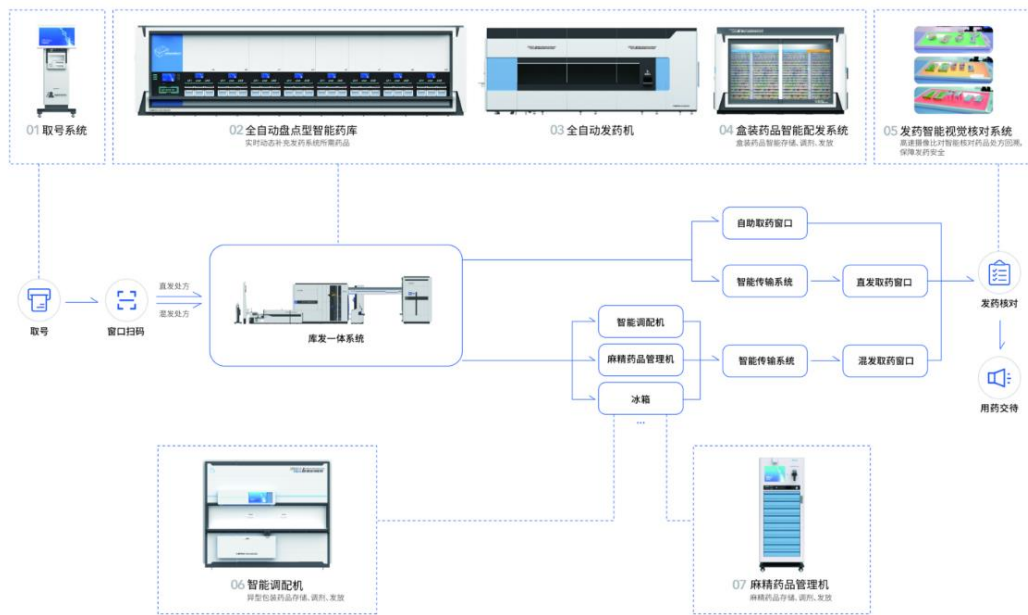 01 取号系统
02 全自动盘点型智能药库
实时动态补充发药系统所需药品
03 全自动发药机
04 盒装药品智能配发系统
盒装药品智能存储、调剂、发放
05 发药智能视觉核对系统
高速摄像比对智能核对药品处方回溯,
保障发药安全
取号
窗口扫码
直发处方
混发处方
库发一体系统
自助取药窗口
智能传输系统
直发取药窗口
智能调配机
麻精药品管理机
冰箱
...
智能传输系统
混发取药窗口
发药核对
用药交待
06 智能调配机
异型包装药品存储、调剂、发放
07 麻精药品管理机
麻精药品存储、调剂、发放